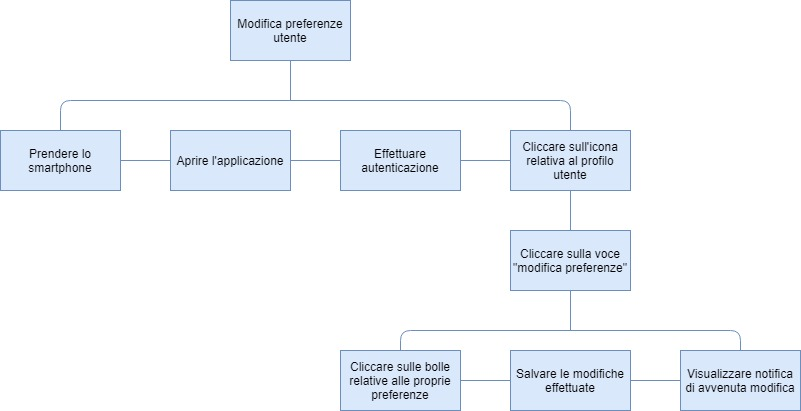 Modifica preferenze
utente
Prendere lo
smartphone
Aprire l'applicazione
Effettuare
autenticazione
Cliccare sull'icona
relativa al profilo
utente
Cliccare sulla voce
"modifica preferenze"
Cliccare sulle bolle
relative alle proprie
preferenze
Salvare le modifiche
effettuate
Visualizzare notifica
di avvenuta modifica